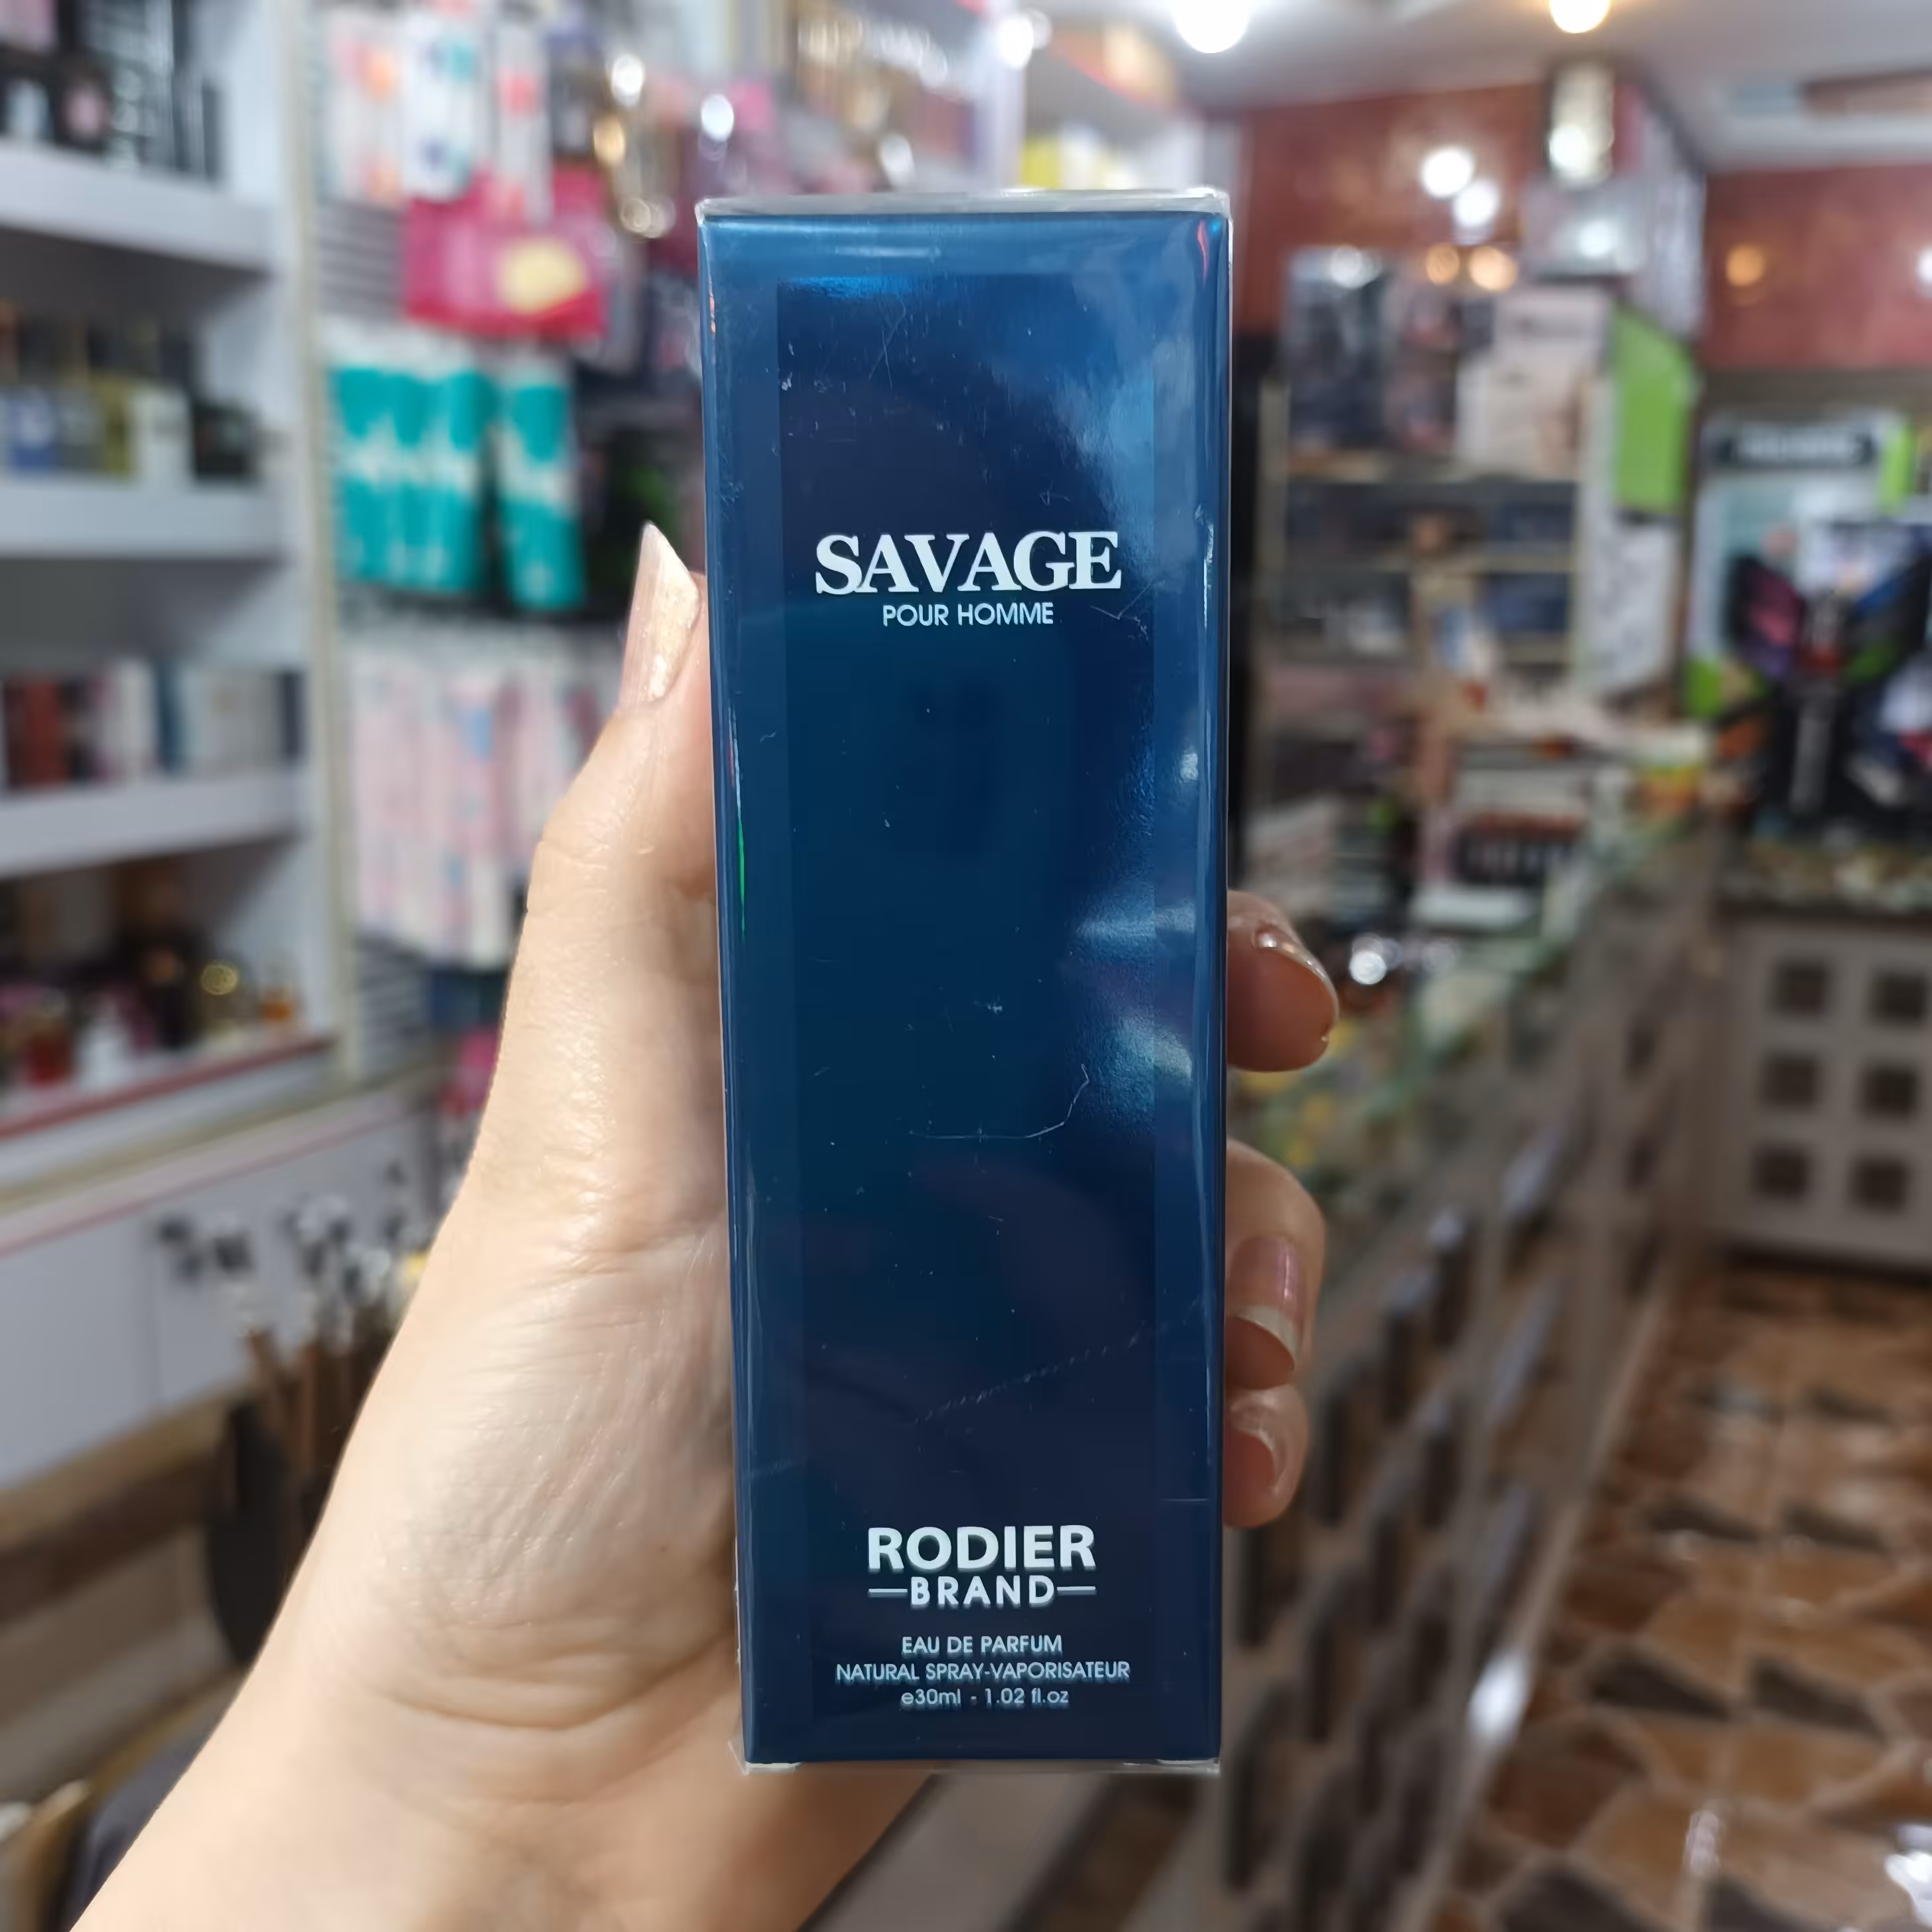 SAVAGE
POUR HOMME
RODIER
BRAND
EAU DE PARFUM
NATURAL SPRAY-VAPORISATEUR
e30ml - 1.02 fl.oz